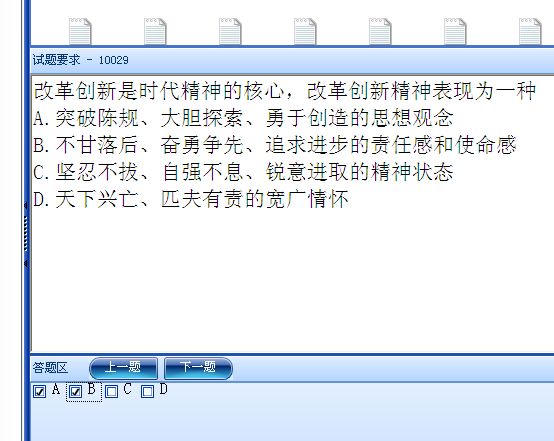 试题要求 - 10029
改革创新是时代精神的核心，改革创新精神表现为一种
A.突破陈规、大胆探索、勇于创造的思想观念
B.不甘落后、奋勇争先、追求进步的责任感和使命感
C.坚忍不拔、自强不息、锐意进取的精神状态
D.天下兴亡、匹夫有责的宽广情怀
答题区 上一题 下一题
A B C D